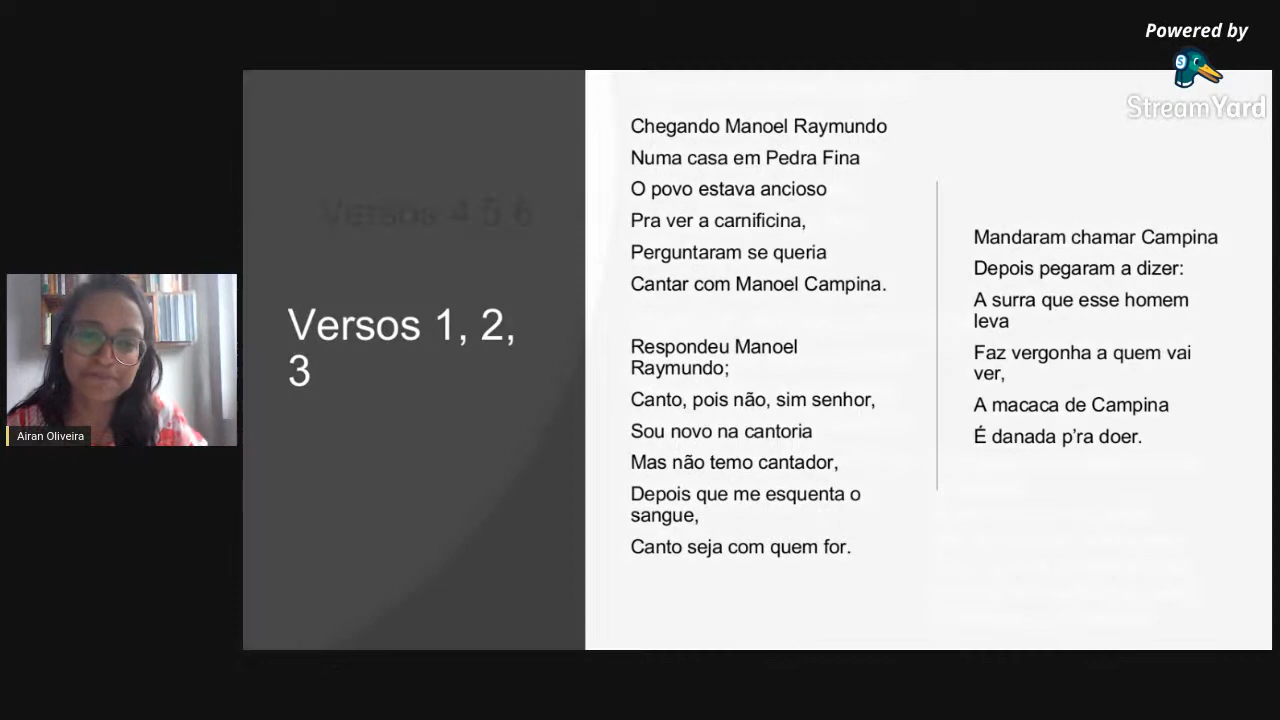 Powered by
StreamYard
Versos 4 5 6
Versos 1, 2,
3
Chegando Manoel Raymundo
Numa casa em Pedra Fina
O povo estava ancioso
Pra ver a carnificina,
Perguntaram se queria
Cantar com Manoel Campina.
Respondeu Manoel
Raymundo;
Canto, pois não, sim senhor,
Sou novo na cantoria
Mas não temo cantador,
Depois que me esquenta o
sangue,
Canto seja com quem for.
Mandaram chamar Campina
Depois pegaram a dizer:
A surra que esse homem
leva
Faz vergonha a quem vai
ver,
A macaca de Campina
É danada p'ra doer.
Airan Oliveira